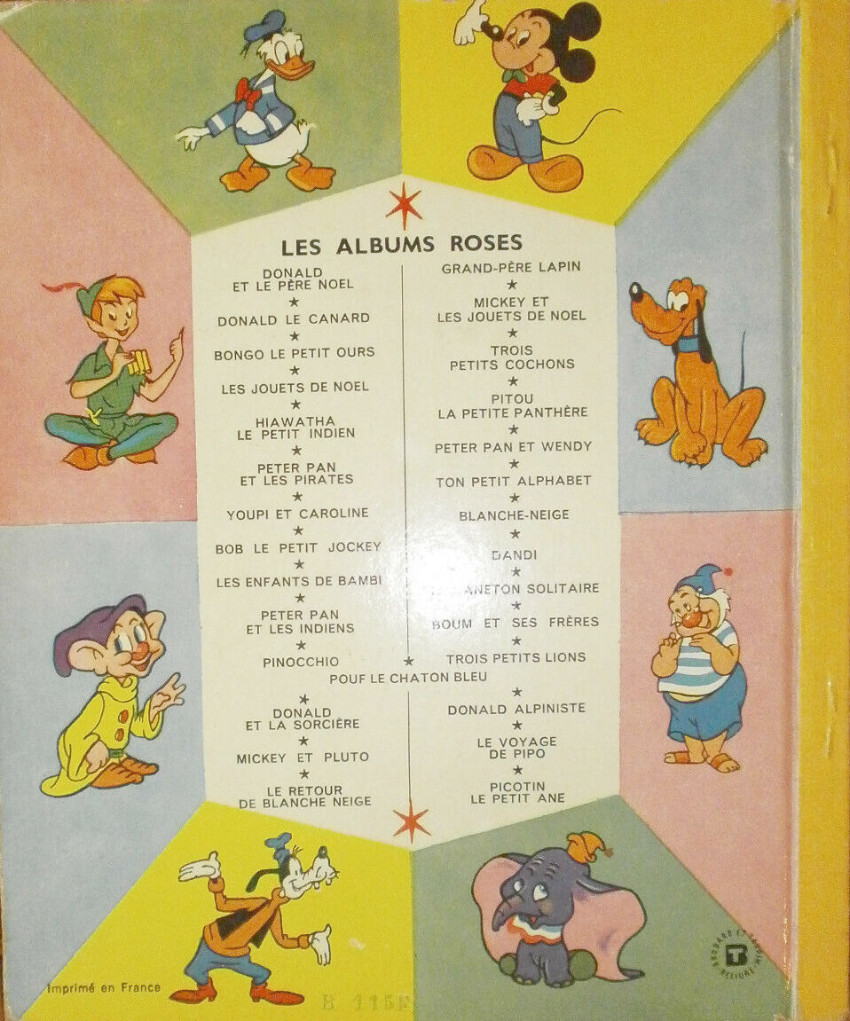 LES ALBUMS ROSES
DONALD
ET LE PÈRE NOEL
DONALD LE CANARD
BONGO LE PETIT OURS
LES JOUETS DE NOEL
HIAWATHA
LE PETIT INDIEN
PETER PAN
ET LES PIRATES
YOUPI ET CAROLINE
BOB LE PETIT JOCKEY
LES ENFANTS DE BAMBI
PETER PAN
ET LES INDIENS
PINOCCHIO
GRAND-PÈRE LAPIN
MICKEY ET
LES JOUETS DE NOEL
TROIS
PETITS COCHONS
PITOU
LA PETITE PANTHÈRE
PETER PAN ET WENDY
TON PETIT ALPHABET
BLANCHE-NEIGE
DANDI
SOLITAIRE
BOUM ET SES FRÈRES
TROIS PETITS LIONS
POUF LE CHATON BLEU
DONALD
ET LA SORCIÈRE
MICKEY ET PLUTO
LE RETOUR
DE BLANCHE NEIGE
DONALD ALPINISTE
LE VOYAGE
DE PIPO
PICOTIN
LE PETIT ANE
Imprimé en France
BRODARD ET TAUPIN
RELIURE